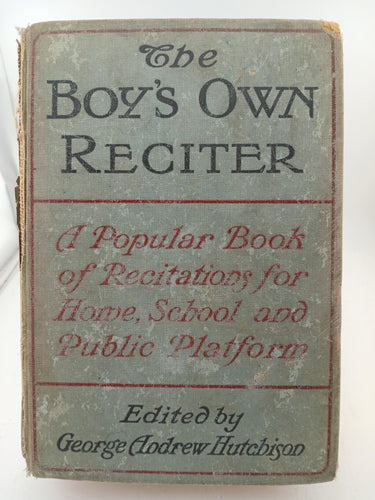 The
BOY'S OWN
RECITER
A Popular Book
of Recitations for
Home, School and
Public Platform
Edited by
George Andrew Hutchison